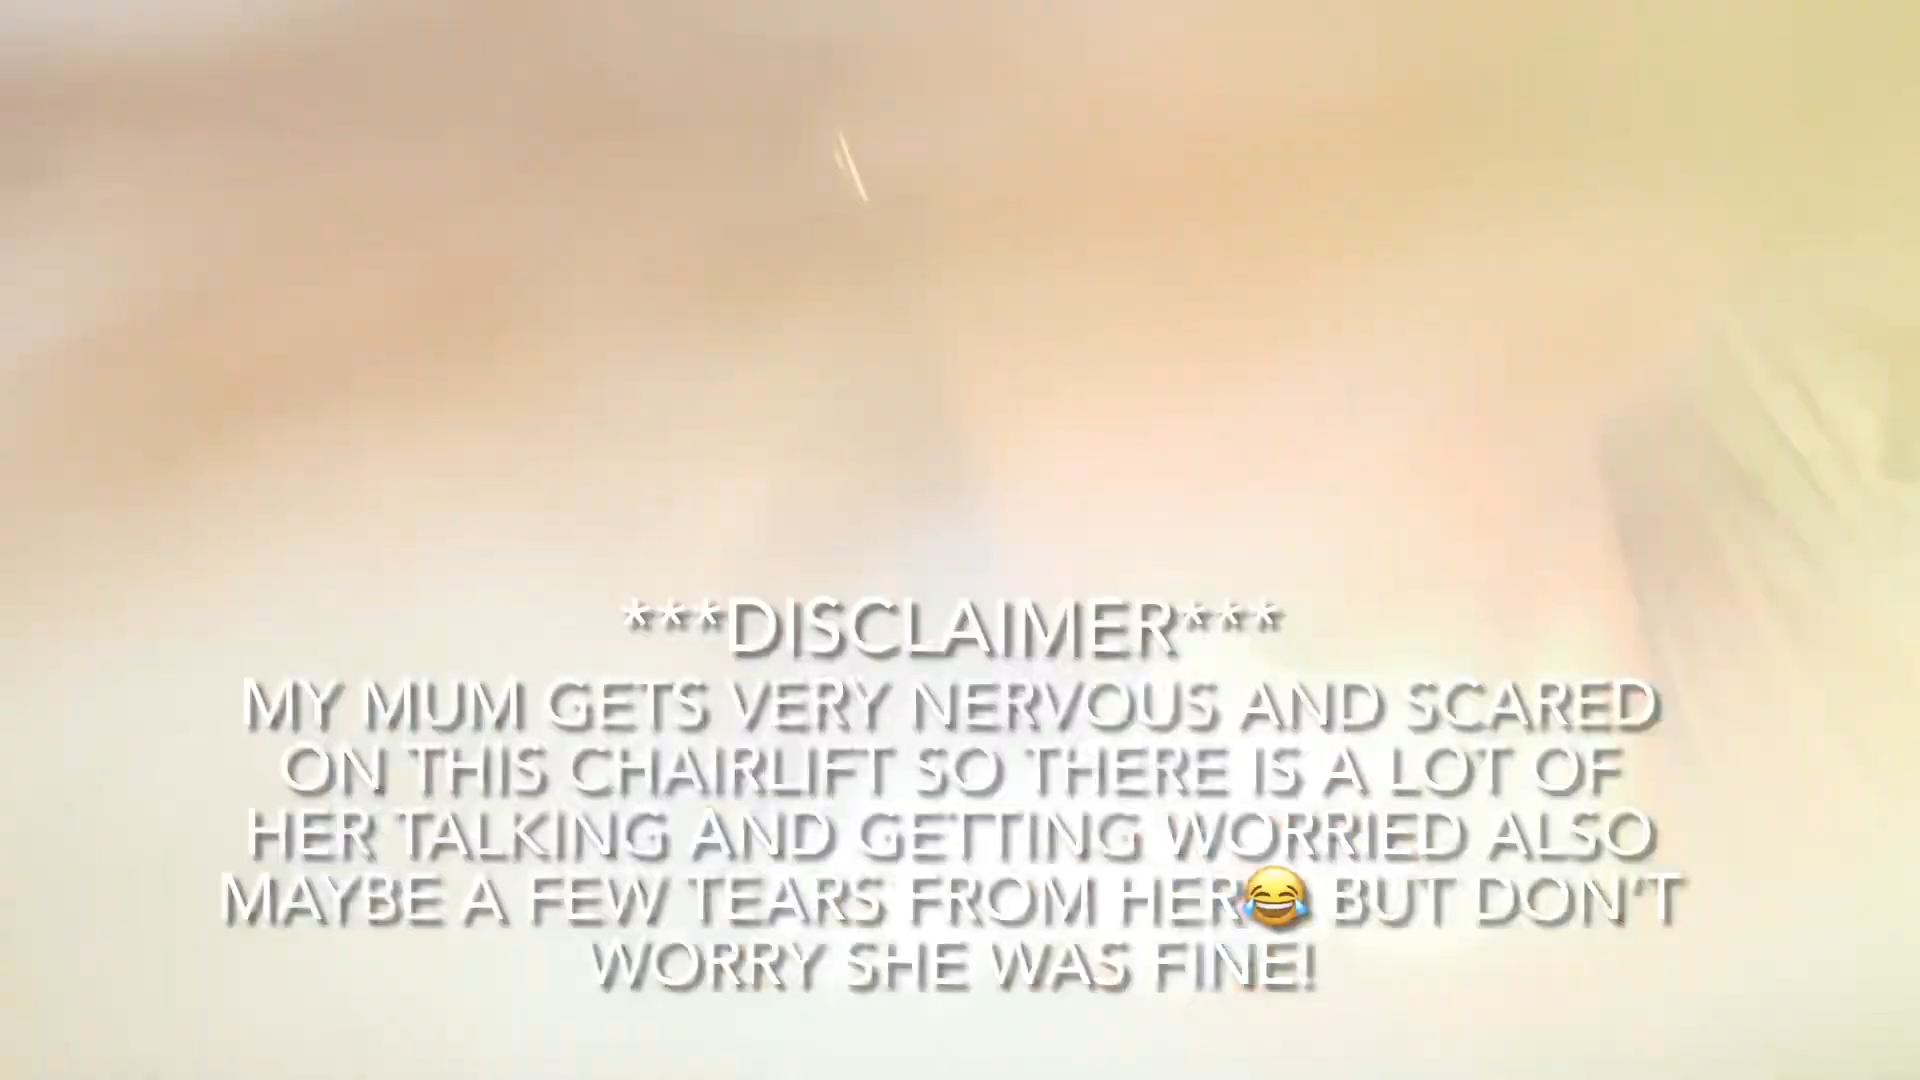 ***DISCLAIMER***
MY MUM GETS VERY NERVOUS AND SCARED
ON THIS CHAIRLIFT SO THERE IS A LOT OF
HER TALKING AND GETTING WORRIED ALSO
MAYBE A FEW TEARS FROM HER😂 BUT DON'T
WORRY SHE WAS FINE!